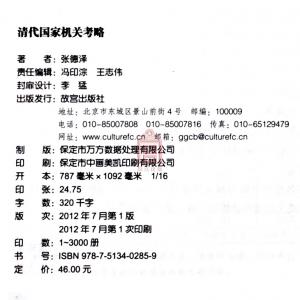 清代国家机关考略
著 者：张德泽
责任编辑：冯印淙 王志伟
封帘设计：李 猛
出版发行：故宫出版社
地址：北京市东城区景山前街4号 邮编：100009
电话：010-85007808 010-85007816 传真：010-65129479
网址：www.culturefc.cn 邮箱：ggcb@culturefc.cn
制 版：保定市万方数据处理有限公司
印 刷：保定市中画美凯印刷有限公司
开 本：787毫米×1092毫米 1/16
印 张：24.75
字 数：320千字
版 次：2012年7月第1版
2012年7月第1次印刷
印 数：1~3000册
书 号：ISBN 978-7-5134-0285-9
定 价：46.00元